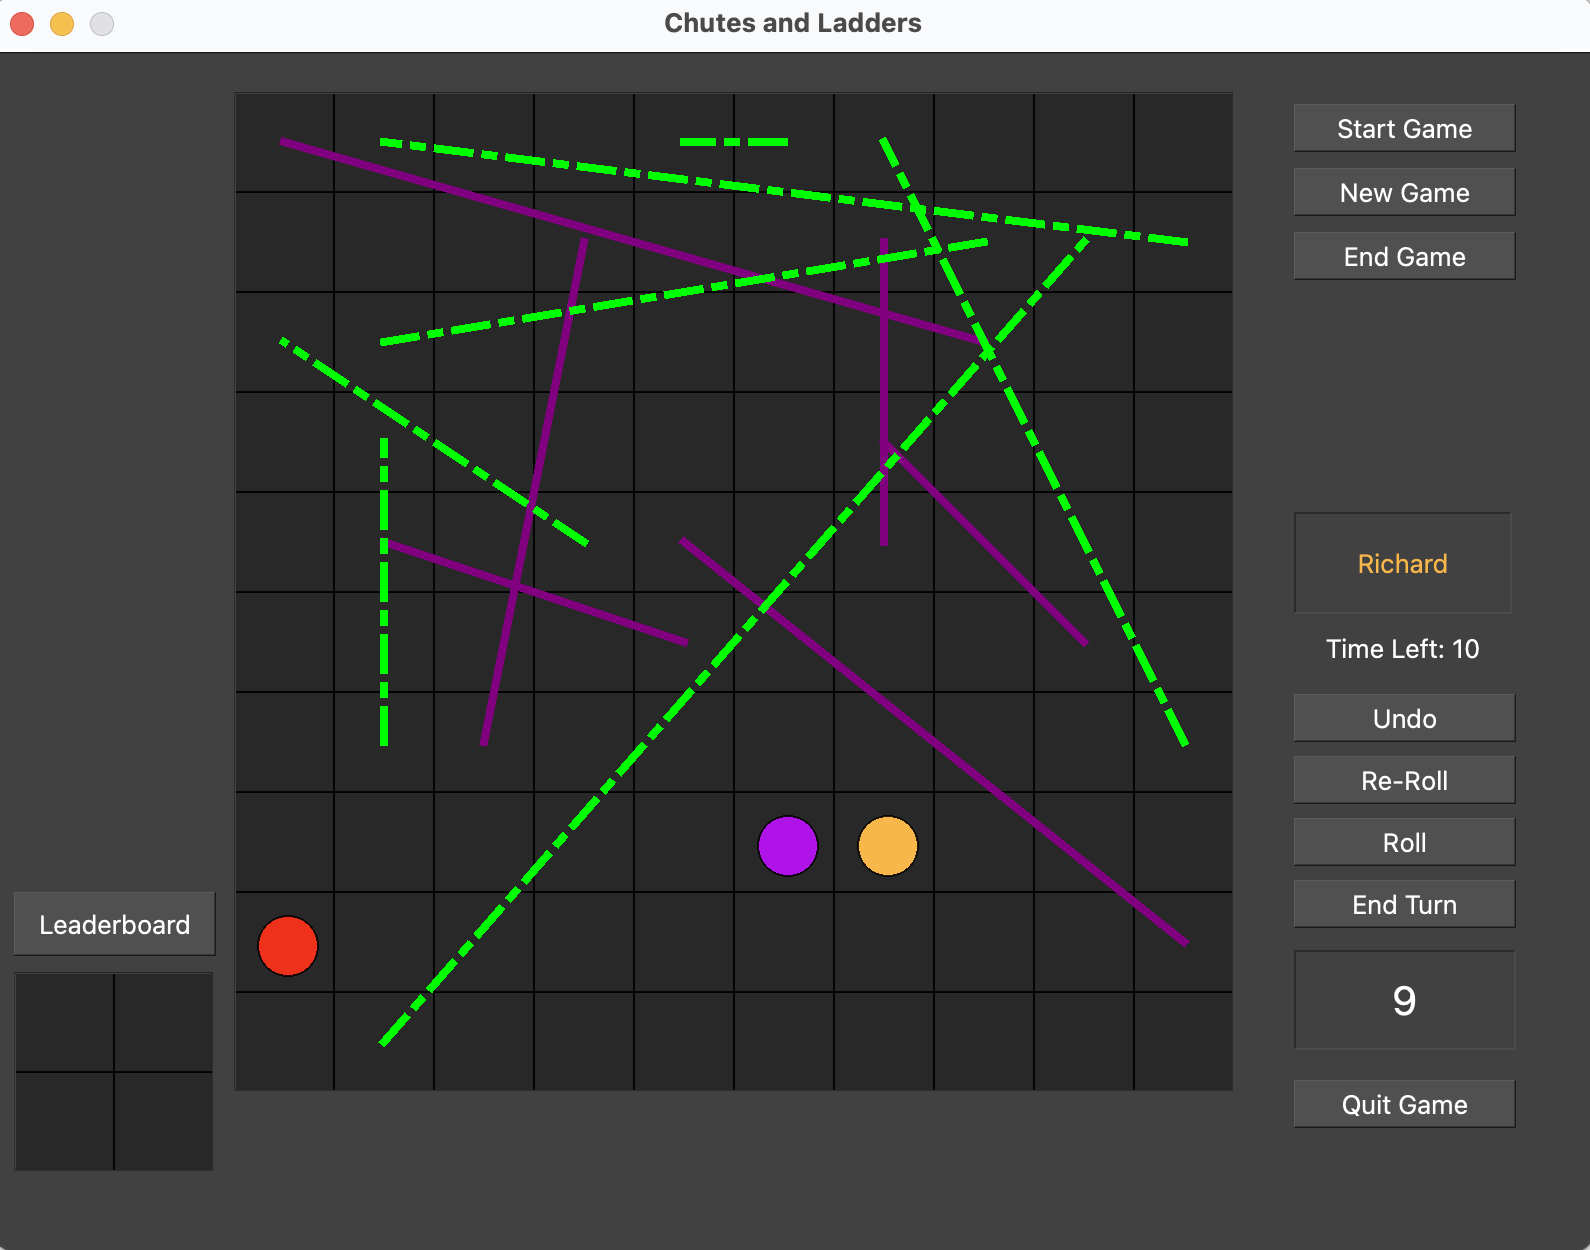 Chutes and Ladders
Start Game
New Game
End Game
Richard
Time Left: 10
Undo
Re-Roll
Roll
End Turn
Leaderboard
9
Quit Game